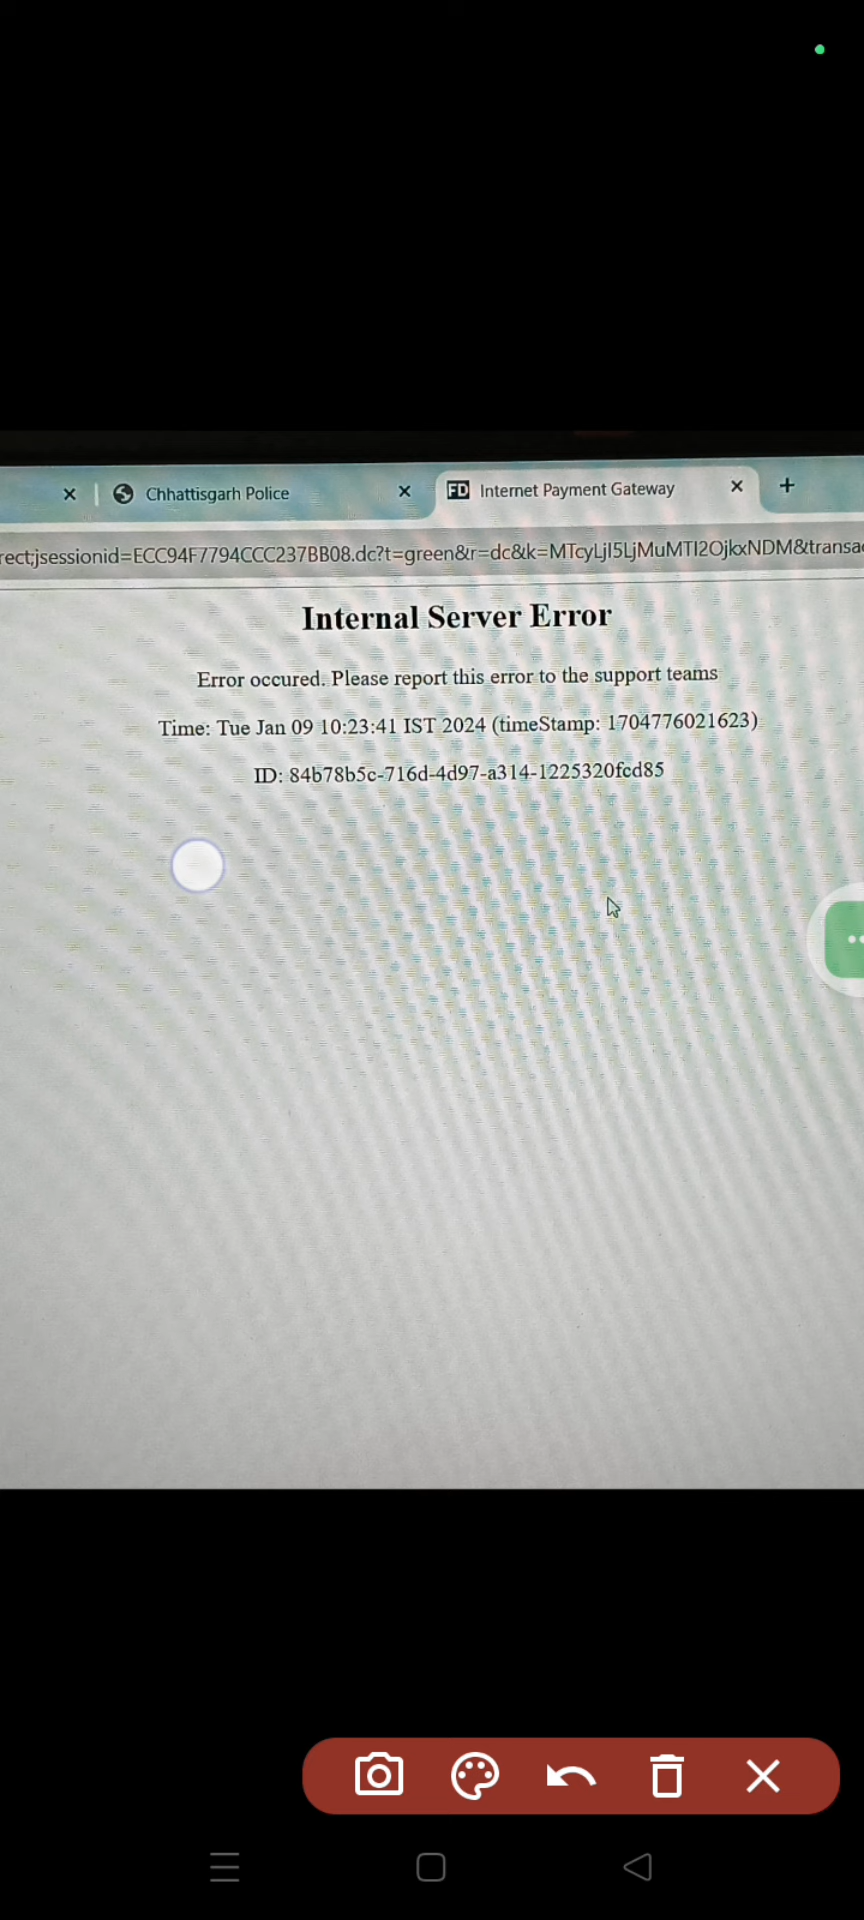 Chhattisgarh Police
FD Internet Payment Gateway
rect;jsessionid=ECC94F7794CCC237BB08.dc?t=green&r=dc&k=MTcyLjI5LjMuMTI2OjkxNDM&transa
Internal Server Error
Error occured. Please report this error to the support teams
Time: Tue Jan 09 10:23:41 IST 2024 (timeStamp: 1704776021623)
ID: 84b78b5c-716d-4d97-a314-1225320fcd85